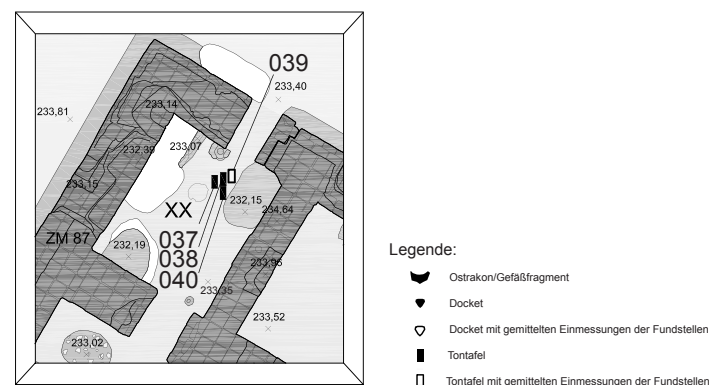 039
233,40
233,81
233,14
232,39
233,07
233,15
232,15
XX
234,64
ZM 87
037
232,19
038
233,95
040
233,35
233,52
233,02
Legende:
Ostrakon/Gefäßfragment
Docket
Docket mit gemittelten Einmessungen der Fundstellen
Tontafel
Tontafel mit gemittelten Einmessungen der Fundstellen